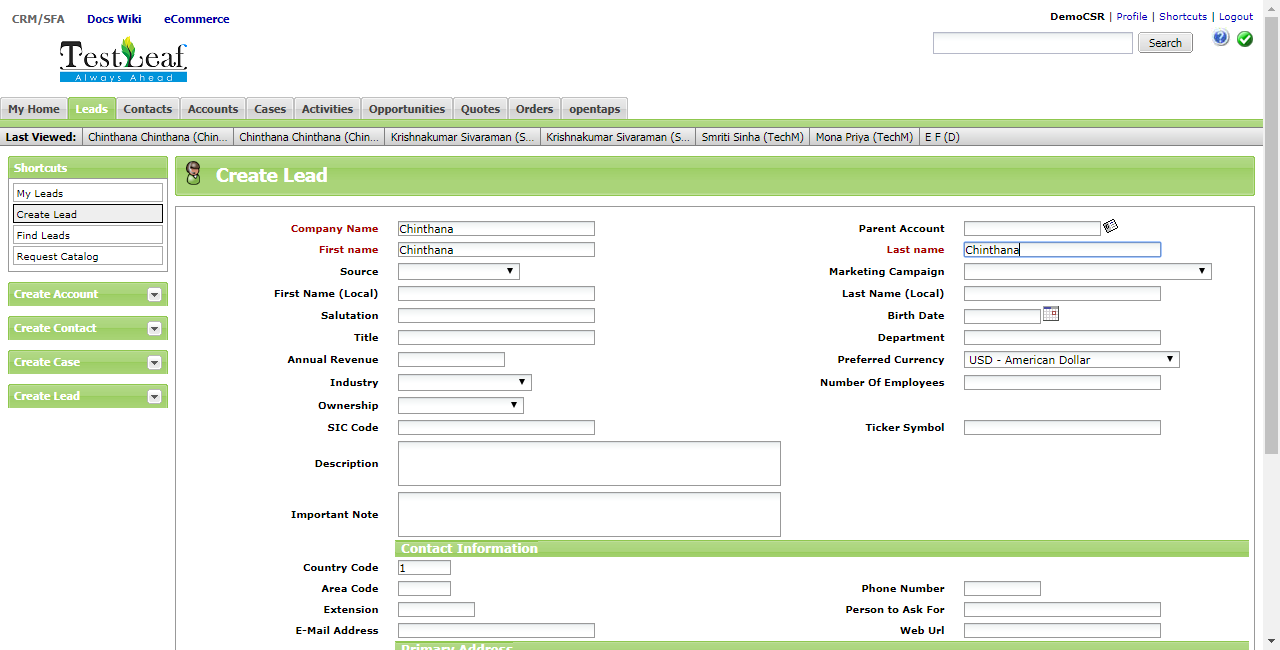 CRM/SFA Docs Wiki eCommerce
DemoCSR | Profile | Shortcuts | Logout
TestLeaf
Always Ahead
Search
My Home Leads Contacts Accounts Cases Activities Opportunities Quotes Orders opentaps
Last Viewed: Chinthana Chinthana (Chin... Chinthana Chinthana (Chin... Krishnakumar Sivaraman (S... Krishnakumar Sivaraman (S... Smriti Sinha (TechM) Mona Priya (TechM) E F (D)
Shortcuts
My Leads
Create Lead
Find Leads
Request Catalog
Create Account
Create Contact
Create Case
Create Lead
Create Lead
Company Name Chinthana Parent Account
First name Chinthana Last name Chinthana
Source Marketing Campaign
First Name (Local) Last Name (Local)
Salutation Birth Date
Title Department
Annual Revenue Preferred Currency USD - American Dollar
Industry Number Of Employees
Ownership
SIC Code Ticker Symbol
Description
Important Note
Contact Information
Country Code 1
Area Code Phone Number
Extension Person to Ask For
E-Mail Address Web Url
Primary Address